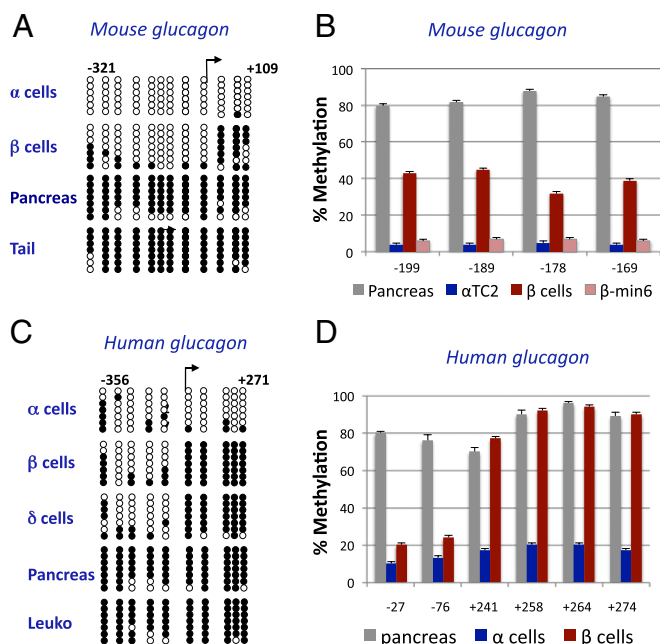 A
Mouse glucagon
-321
+109
α cells
β cells
Pancreas
Tail
B
Mouse glucagon
% Methylation
100
80
60
40
20
0
-199 -189 -178 -169
Pancreas αTC2 β cells β-min6
C
Human glucagon
-356
+271
α cells
β cells
δ cells
Pancreas
Leuko
D
Human glucagon
% Methylation
100
80
60
40
20
0
-27 -76 +241 +258 +264 +274
pancreas α cells β cells